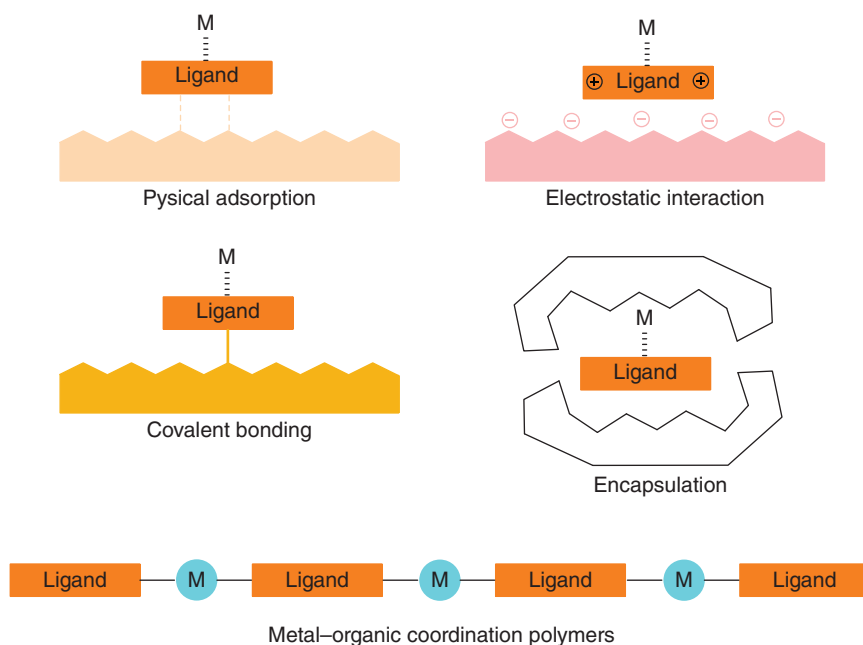 M
Ligand
Pysical adsorption
M
⊕ Ligand ⊕
⊖ ⊖ ⊖ ⊖ ⊖
Electrostatic interaction
M
Ligand
Covalent bonding
M
Ligand
Encapsulation
Ligand M Ligand M Ligand M Ligand
Metal–organic coordination polymers